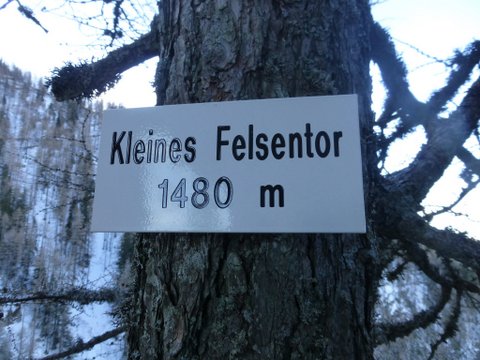 Kleines Felsentor
1480 m